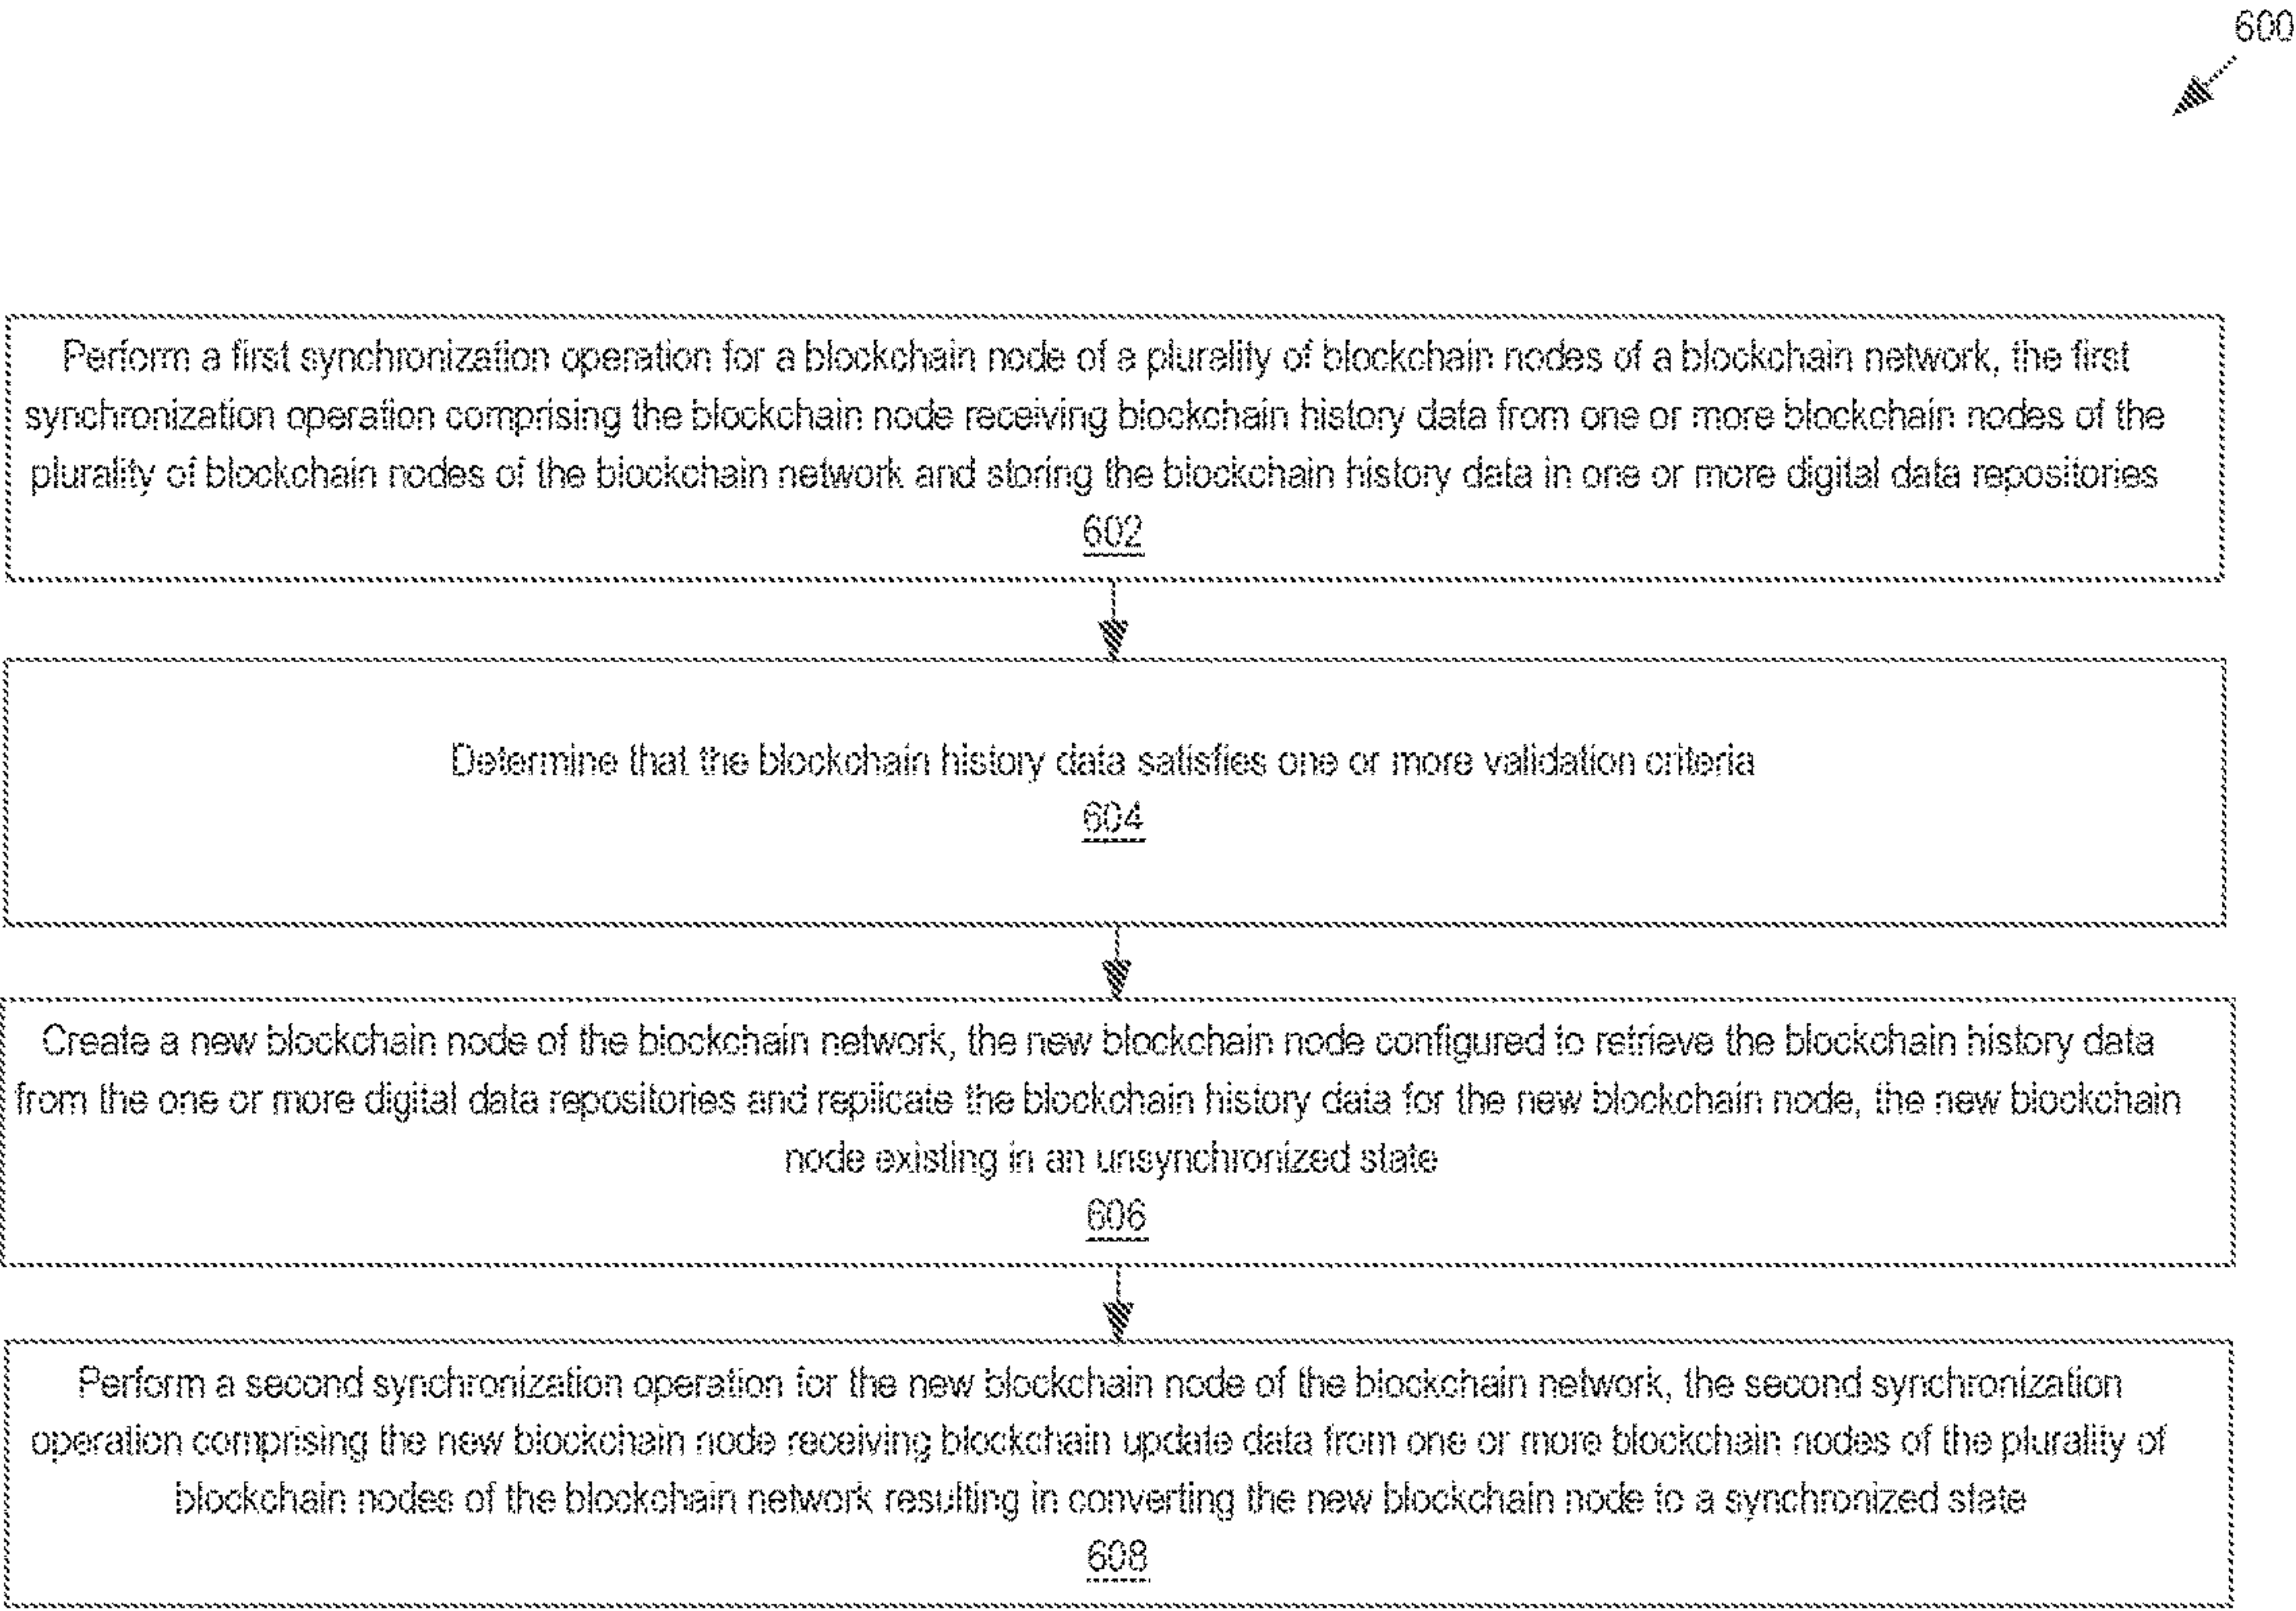 600
Perform a first synchronization operation for a blockchain node of a plurality of blockchain nodes of a blockchain network, the first
synchronization operation comprising the blockchain node receiving blockchain history data from one or more blockchain nodes of the
plurality of blockchain nodes of the blockchain network and storing the blockchain history data in one or more digital data repositories
602
Determine that the blockchain history data satisfies one or more validation criteria
604
Create a new blockchain node of the blockchain network, the new blockchain node configured to retrieve the blockchain history data
from the one or more digital data repositories and replicate the blockchain history data for the new blockchain node, the new blockchain
node existing in an unsynchronized state
606
Perform a second synchronization operation for the new blockchain node of the blockchain network, the second synchronization
operation comprising the new blockchain node receiving blockchain update data from one or more blockchain nodes of the plurality of
blockchain nodes of the blockchain network resulting in converting the new blockchain node to a synchronized state
608